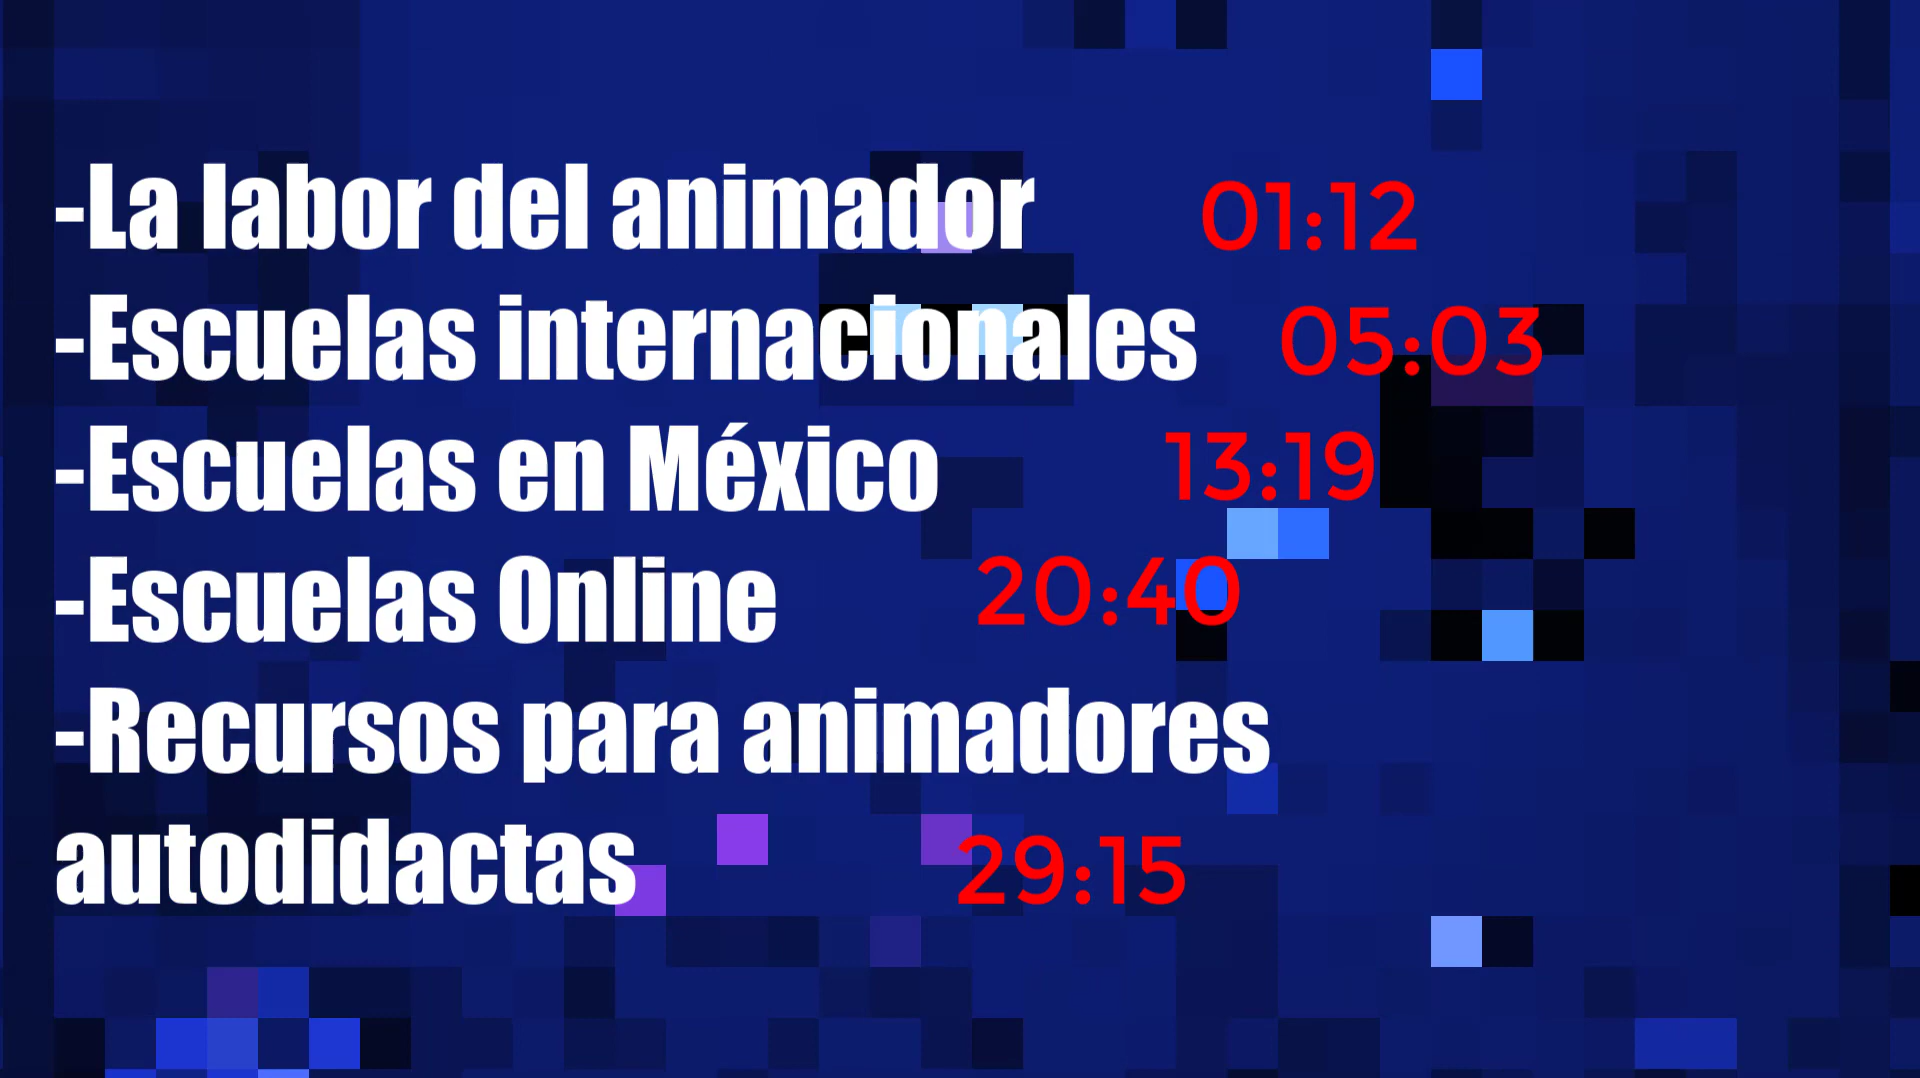 -La labor del animador 01:12
-Escuelas internacionales 05:03
-Escuelas en México 13:19
-Escuelas Online 20:40
-Recursos para animadores
autodidactas 29:15